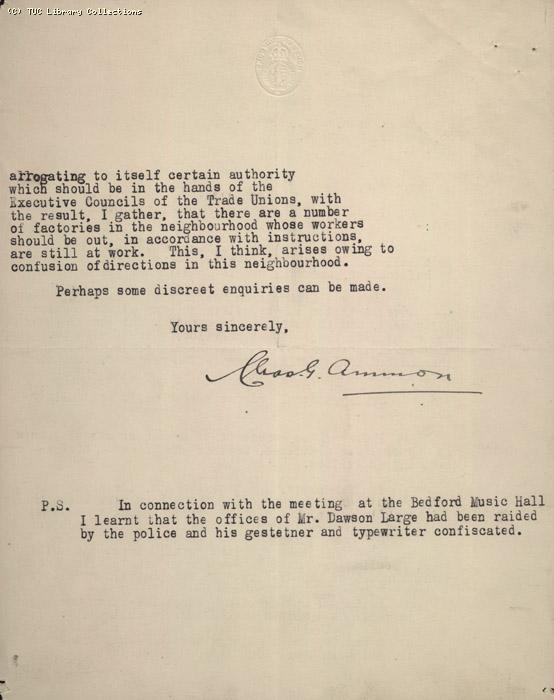 (C) TUC Library Collections
arrogating to itself certain authority
which should be in the hands of the
Executive Councils of the Trade Unions, with
the result, I gather, that there are a number
of factories in the neighbourhood whose workers
should be out, in accordance with instructions,
are still at work. This, I think, arises owing to
confusion of directions in this neighbourhood.
Perhaps some discreet enquiries can be made.
Yours sincerely,
Chas. G. Ammon
P.S. In connection with the meeting at the Bedford Music Hall
I learnt that the offices of Mr. Dawson Large had been raided
by the police and his gestetner and typewriter confiscated.